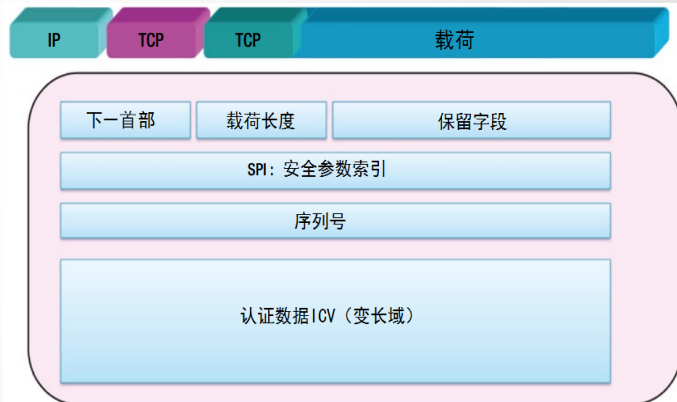 IP TCP TCP 载荷
下一首部 载荷长度 保留字段
SPI: 安全参数索引
序列号
认证数据ICV（变长域）